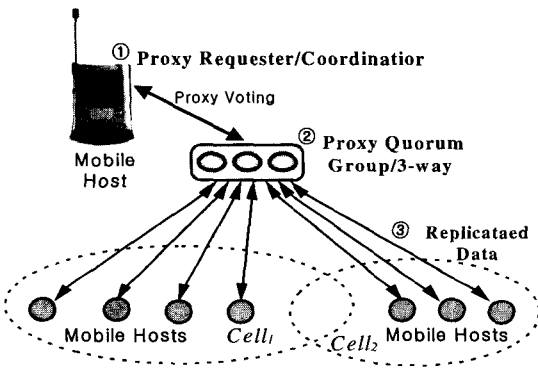 ① Proxy Requester/Coordinatior
Proxy Voting
Mobile
Host
② Proxy Quorum
Group/3-way
③ Replicataed
Data
Mobile Hosts
Cell₁
Cell₂
Mobile Hosts